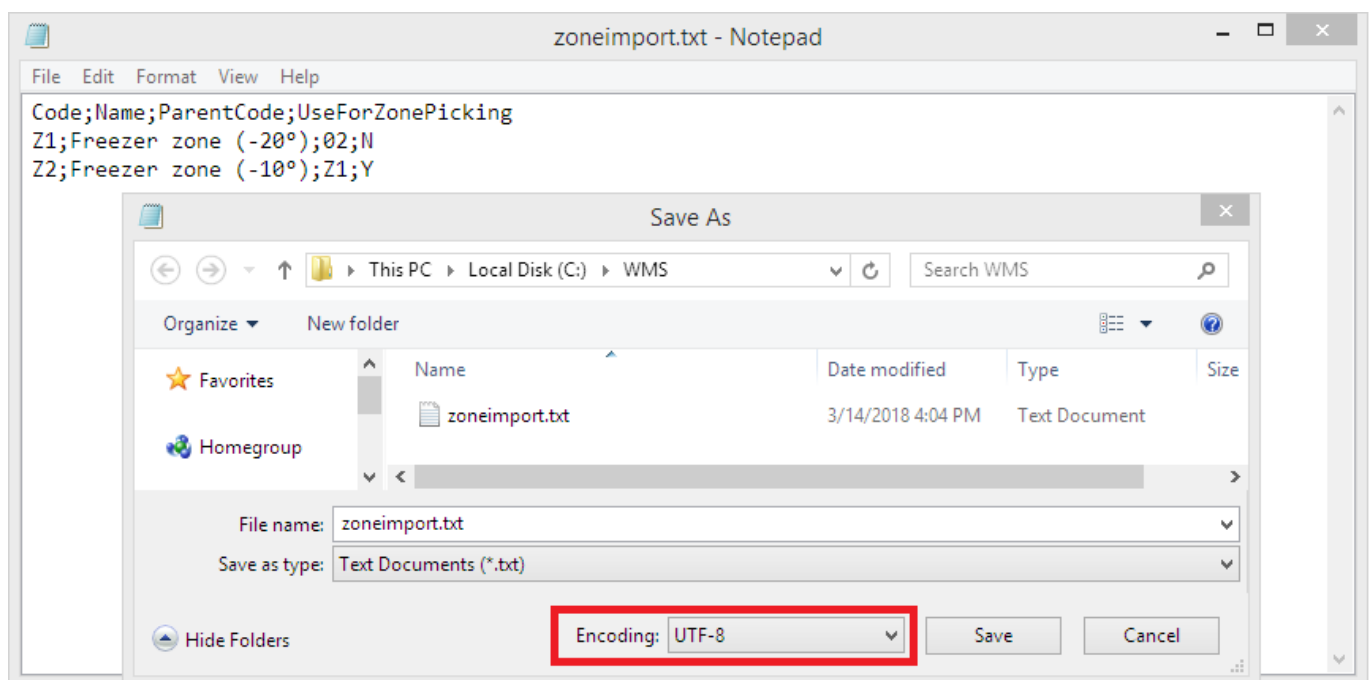 zoneimport.txt - Notepad
File Edit Format View Help
Code;Name;ParentCode;UseForZonePicking
Z1;Freezer zone (-20º);02;N
Z2;Freezer zone (-10º);Z1;Y
Save As
This PC Local Disk (C:) WMS Search WMS
Organize New folder
Favorites
Homegroup
Name Date modified Type Size
zoneimport.txt 3/14/2018 4:04 PM Text Document
File name: zoneimport.txt
Save as type: Text Documents (*.txt)
Hide Folders Encoding: UTF-8 Save Cancel